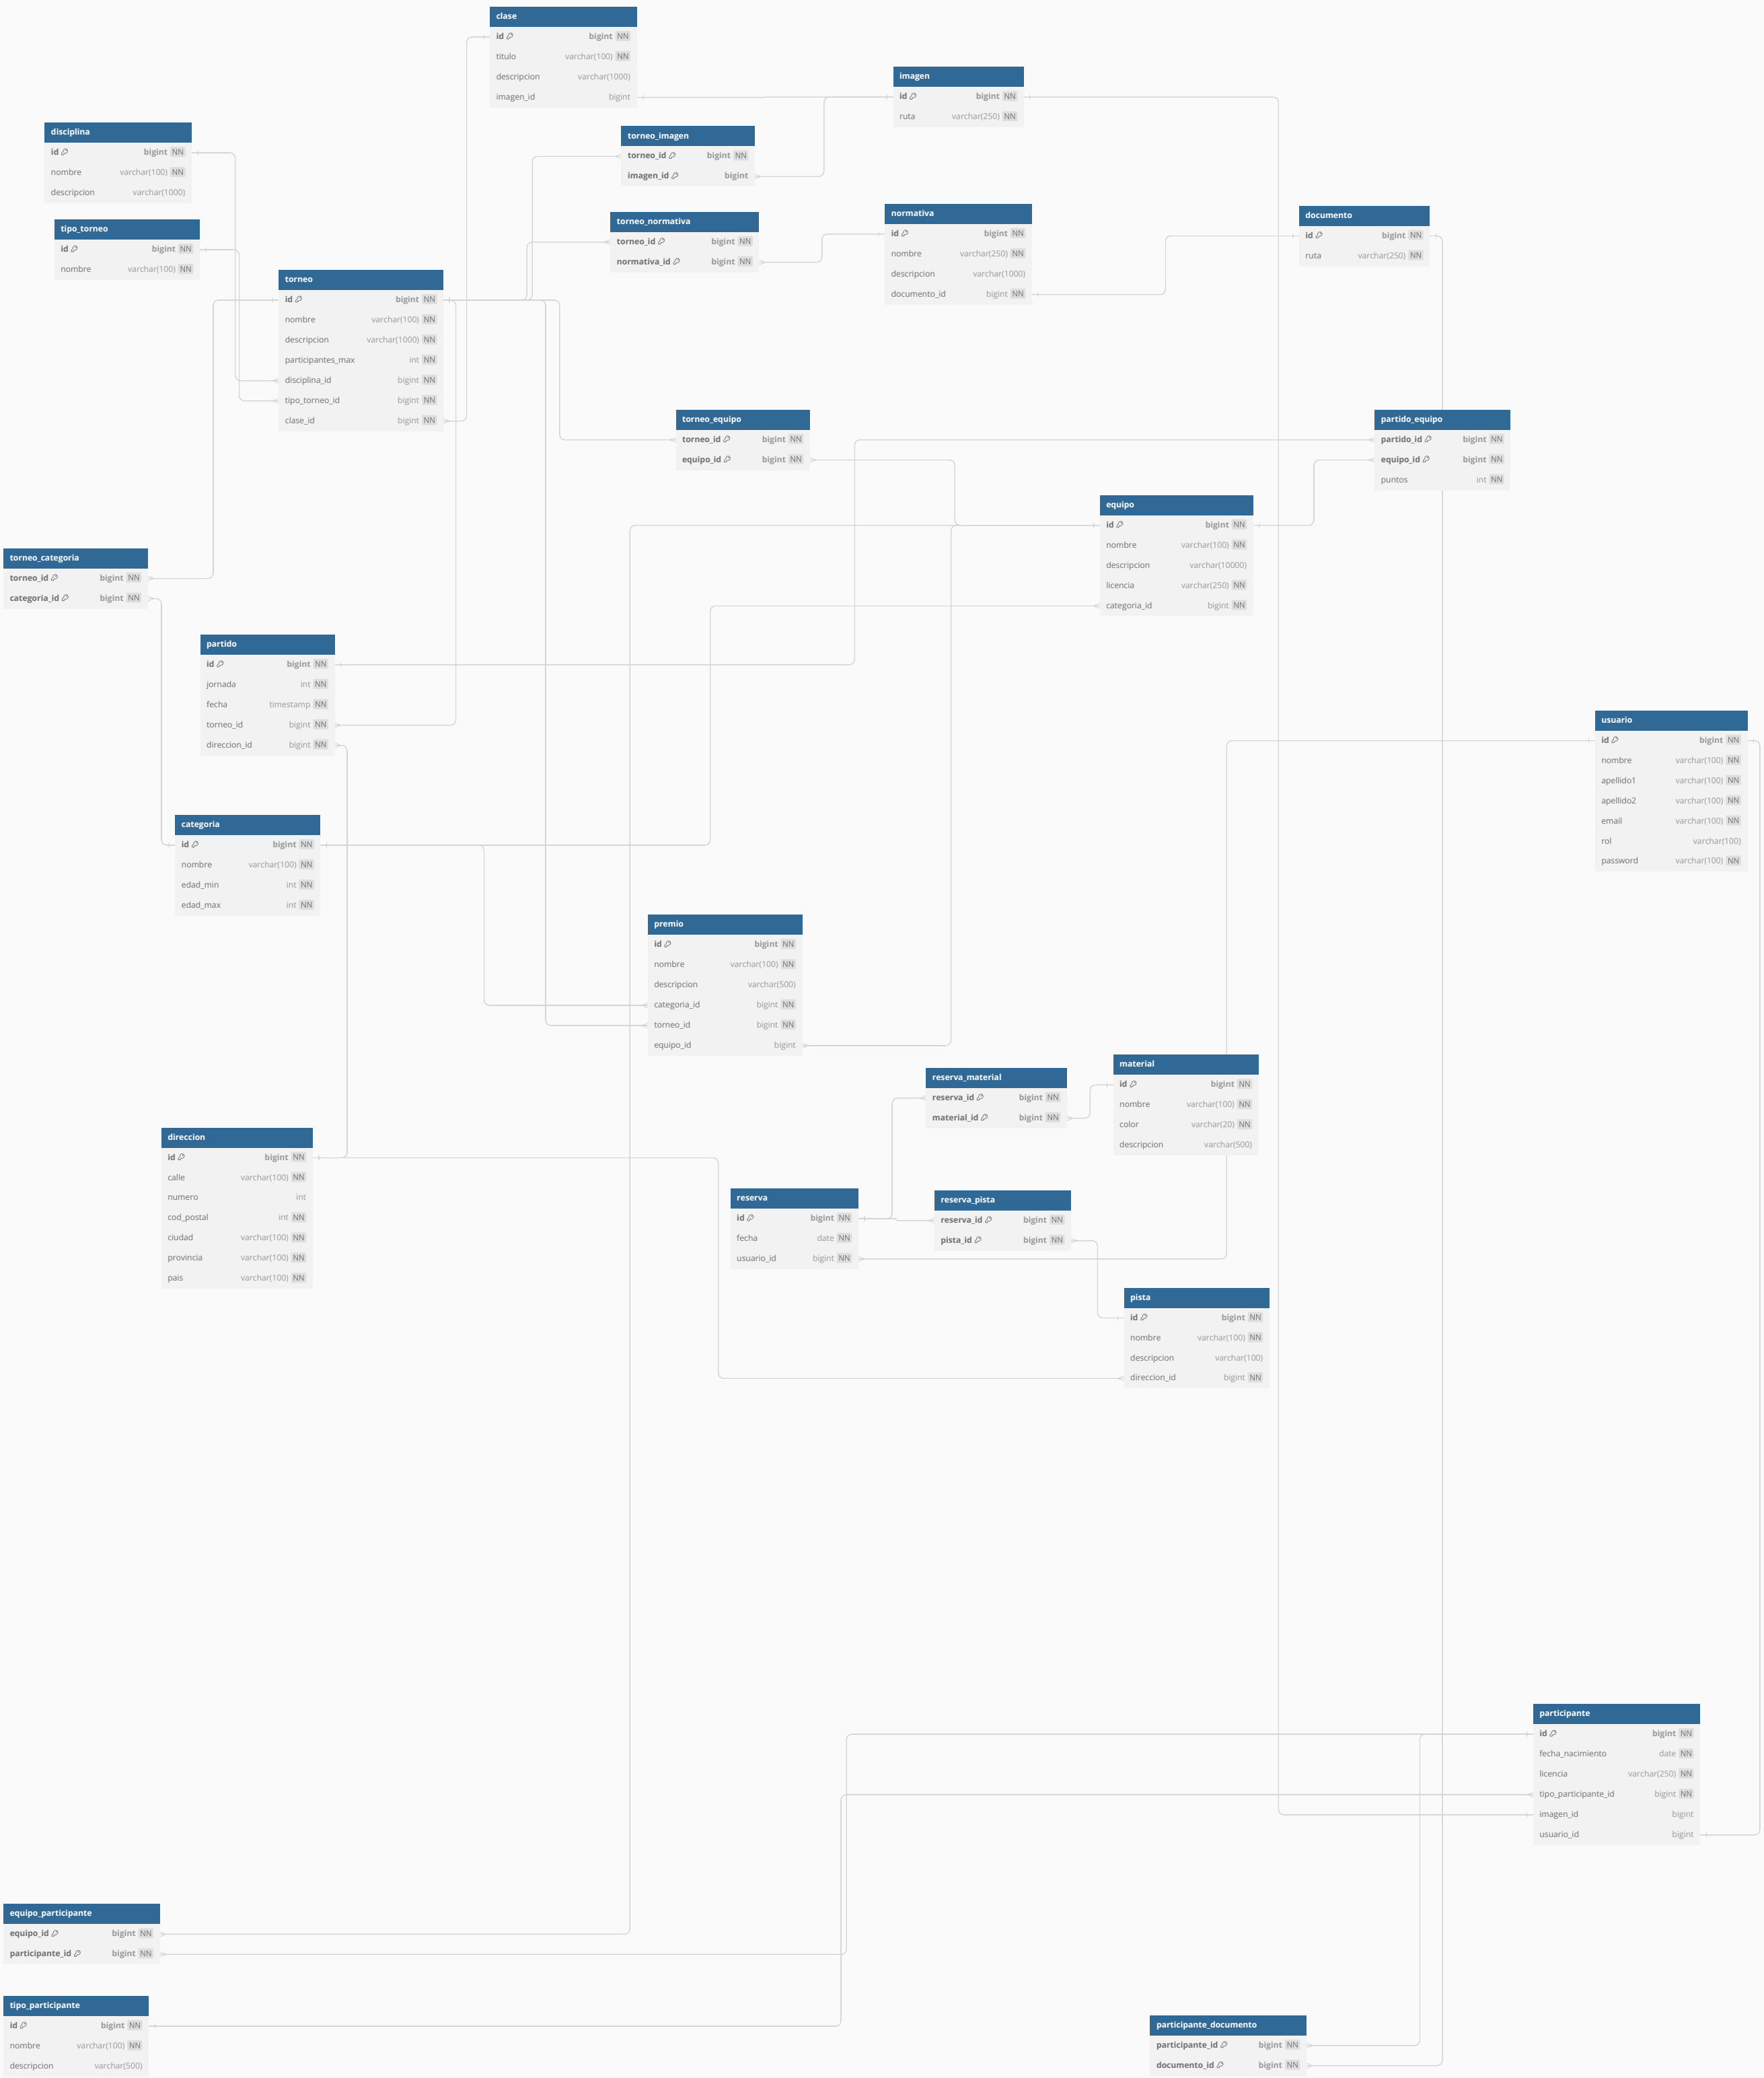 clase
id bigint NN
titulo varchar(100) NN
descripcion varchar(1000)
imagen_id bigint
imagen
id bigint NN
ruta varchar(250) NN
disciplina
id bigint NN
nombre varchar(100) NN
descripcion varchar(1000)
torneo_imagen
torneo_id bigint NN
imagen_id bigint
tipo_torneo
id bigint NN
nombre varchar(100) NN
torneo_normativa
torneo_id bigint NN
normativa_id bigint NN
normativa
id bigint NN
nombre varchar(250) NN
descripcion varchar(1000)
documento_id bigint NN
documento
id bigint NN
ruta varchar(250) NN
torneo
id bigint NN
nombre varchar(100) NN
descripcion varchar(1000) NN
participantes_max int NN
disciplina_id bigint NN
tipo_torneo_id bigint NN
clase_id bigint NN
torneo_equipo
torneo_id bigint NN
equipo_id bigint NN
partido_equipo
partido_id bigint NN
equipo_id bigint NN
puntos int NN
equipo
id bigint NN
nombre varchar(100) NN
descripcion varchar(10000)
licencia varchar(250) NN
categoria_id bigint NN
torneo_categoria
torneo_id bigint NN
categoria_id bigint NN
partido
id bigint NN
jornada int NN
fecha timestamp NN
torneo_id bigint NN
direccion_id bigint NN
usuario
id bigint NN
nombre varchar(100) NN
apellido1 varchar(100) NN
apellido2 varchar(100) NN
email varchar(100) NN
rol varchar(100)
password varchar(100) NN
categoria
id bigint NN
nombre varchar(100) NN
edad_min int NN
edad_max int NN
premio
id bigint NN
nombre varchar(100) NN
descripcion varchar(500)
categoria_id bigint NN
torneo_id bigint NN
equipo_id bigint
material
id bigint NN
nombre varchar(100) NN
color varchar(20) NN
descripcion varchar(500)
reserva_material
reserva_id bigint NN
material_id bigint NN
direccion
id bigint NN
calle varchar(100) NN
numero int
cod_postal int NN
ciudad varchar(100) NN
provincia varchar(100) NN
pais varchar(100) NN
reserva
id bigint NN
fecha date NN
usuario_id bigint NN
reserva_pista
reserva_id bigint NN
pista_id bigint NN
pista
id bigint NN
nombre varchar(100) NN
descripcion varchar(100)
direccion_id bigint NN
participante
id bigint NN
fecha_nacimiento date NN
licencia varchar(250) NN
tipo_participante_id bigint NN
imagen_id bigint
usuario_id bigint
equipo_participante
equipo_id bigint NN
participante_id bigint NN
tipo_participante
id bigint NN
nombre varchar(100) NN
descripcion varchar(500)
participante_documento
participante_id bigint NN
documento_id bigint NN